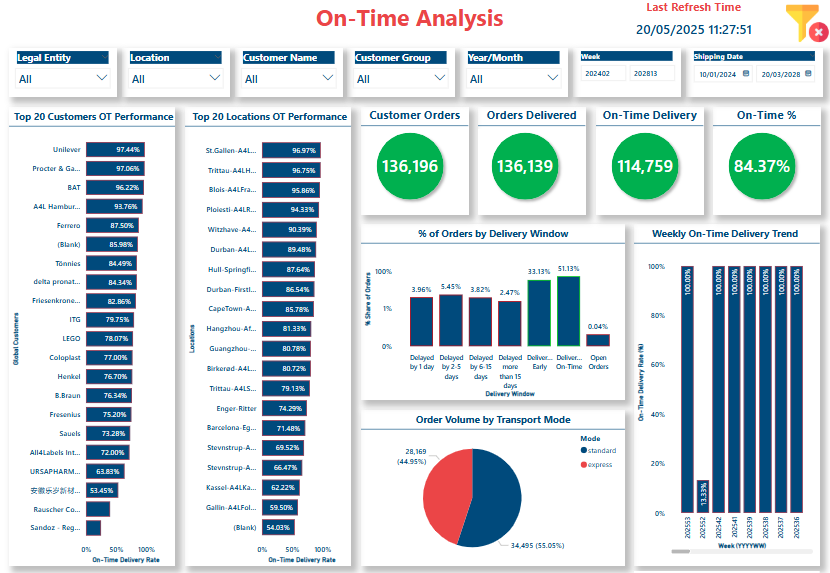 On-Time Analysis
Last Refresh Time
20/05/2025 11:27:51
Legal Entity
All
Location
All
Customer Name
All
Customer Group
All
Year/Month
All
Week
202402
202813
Shipping Date
10/01/2024
20/03/2028
Top 20 Customers OT Performance
Global Customers
Unilever 97.44%
Procter & Ga... 97.06%
BAT 96.22%
A4L Hambur... 93.76%
Ferrero 87.50%
(Blank) 85.98%
Tönnies 84.49%
delta pronat... 84.34%
Friesenkrone... 82.86%
ITG 79.75%
LEGO 78.07%
Coloplast 77.00%
Henkel 76.70%
B.Braun 76.34%
Fresenius 75.20%
Sauels 73.28%
All4Labels Int... 72.00%
URSAPHARM... 63.83%
安徽乐岁新材... 53.45%
Rauscher Co...
Sandoz - Reg...
0% 50% 100%
On-Time Delivery Rate
Top 20 Locations OT Performance
Locations
St.Gallen-A4L... 96.97%
Trittau-A4LH... 96.75%
Blois-A4LFra... 95.86%
Ploiesti-A4LR... 94.33%
Witzhave-A4... 90.39%
Durban-A4L... 89.48%
Hull-Springfi... 87.64%
Durban-Firstl... 86.54%
CapeTown-A... 85.78%
Hangzhou-Af... 81.33%
Guangzhou-... 80.78%
Birkerød-A4L... 80.72%
Trittau-A4LS... 79.13%
Enger-Ritter 74.29%
Barcelona-Eg... 71.48%
Stevnstrup-A... 69.52%
Stevnstrup-A... 66.47%
Kassel-A4LKa... 62.22%
Gallin-A4LFol... 59.50%
(Blank) 54.03%
0% 50% 100%
On-Time Delivery Rate
Customer Orders
136,196
Orders Delivered
136,139
On-Time Delivery
114,759
On-Time %
84.37%
% of Orders by Delivery Window
% Share of Orders
100%
1%
0%
3.96% 5.45% 3.82% 2.47% 33.13% 51.13% 0.04%
Delayed by 1 day
Delayed by 2-5 days
Delayed by 6-15 days
Delayed more than 15 days
Deliver... Early
Deliver... On-Time
Open Orders
Delivery Window
Order Volume by Transport Mode
28,169
(44.95%)
34,495 (55.05%)
Mode
standard
express
Weekly On-Time Delivery Trend
On-Time Delivery Rate (%)
100%
80%
60%
40%
20%
0%
100.00% 13.33% 100.00% 100.00% 100.00% 100.00% 100.00% 100.00%
202553 202552 202542 202541 202539 202538 202537 202536
Week (YYYYWW)